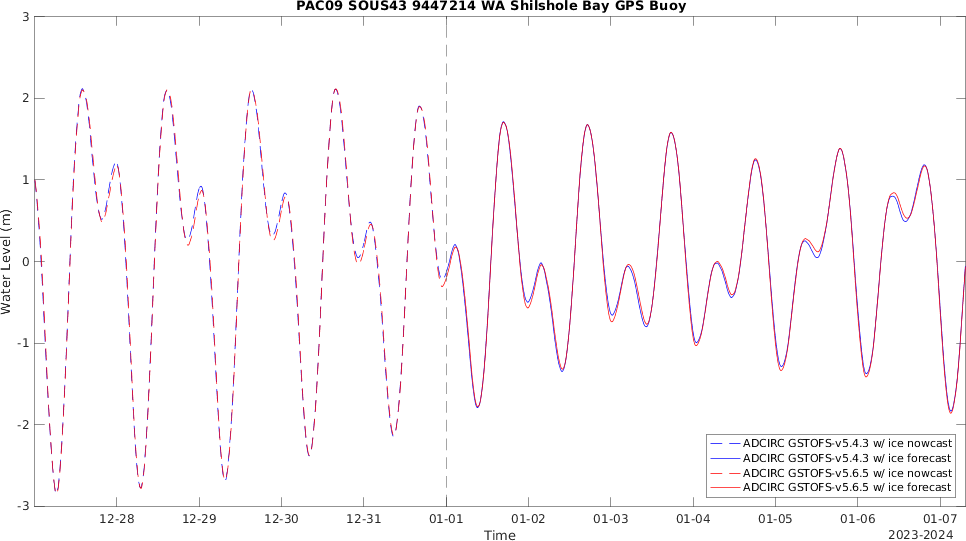 PAC09 SOUS43 9447214 WA Shilshole Bay GPS Buoy
3
2
1
0
-1
-2
-3
Water Level (m)
ADCIRC GSTOFS-v5.4.3 w/ ice nowcast
ADCIRC GSTOFS-v5.4.3 w/ ice forecast
ADCIRC GSTOFS-v5.6.5 w/ ice nowcast
ADCIRC GSTOFS-v5.6.5 w/ ice forecast
12-28 12-29 12-30 12-31 01-01 01-02 01-03 01-04 01-05 01-06 01-07
Time
2023-2024